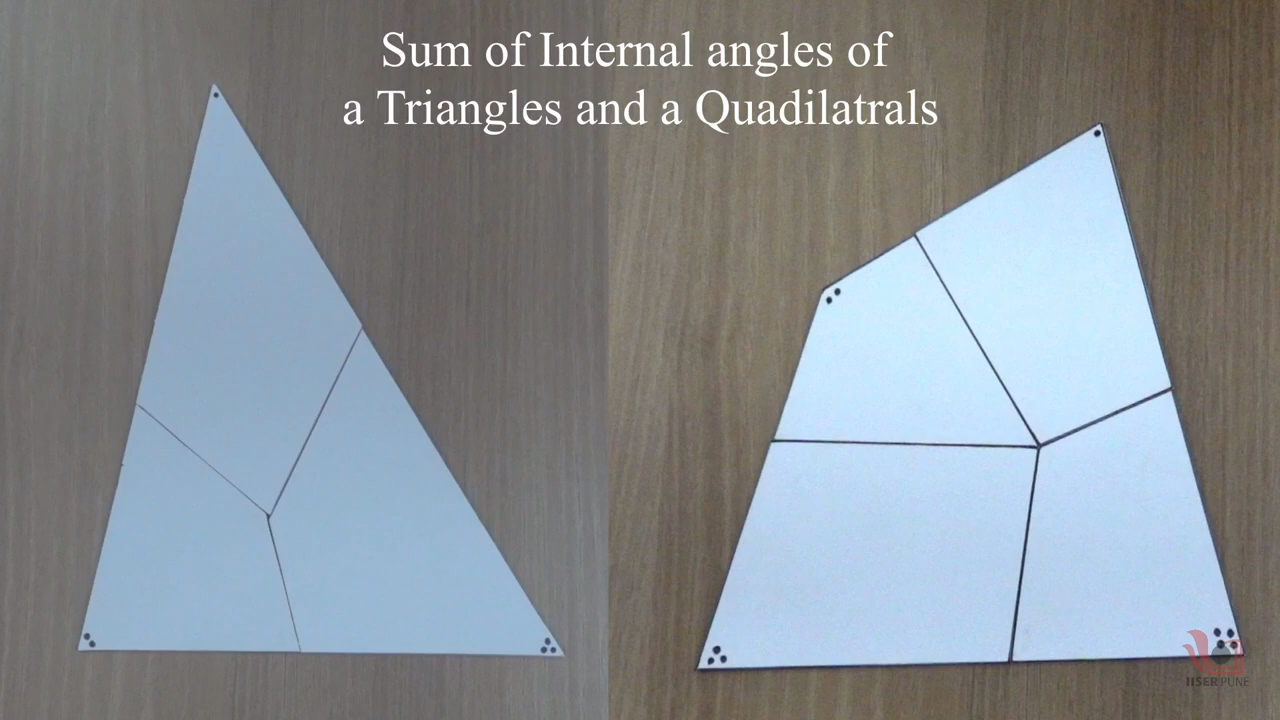 Sum of Internal angles of
a Triangles and a Quadilatrals
IISER PUNE